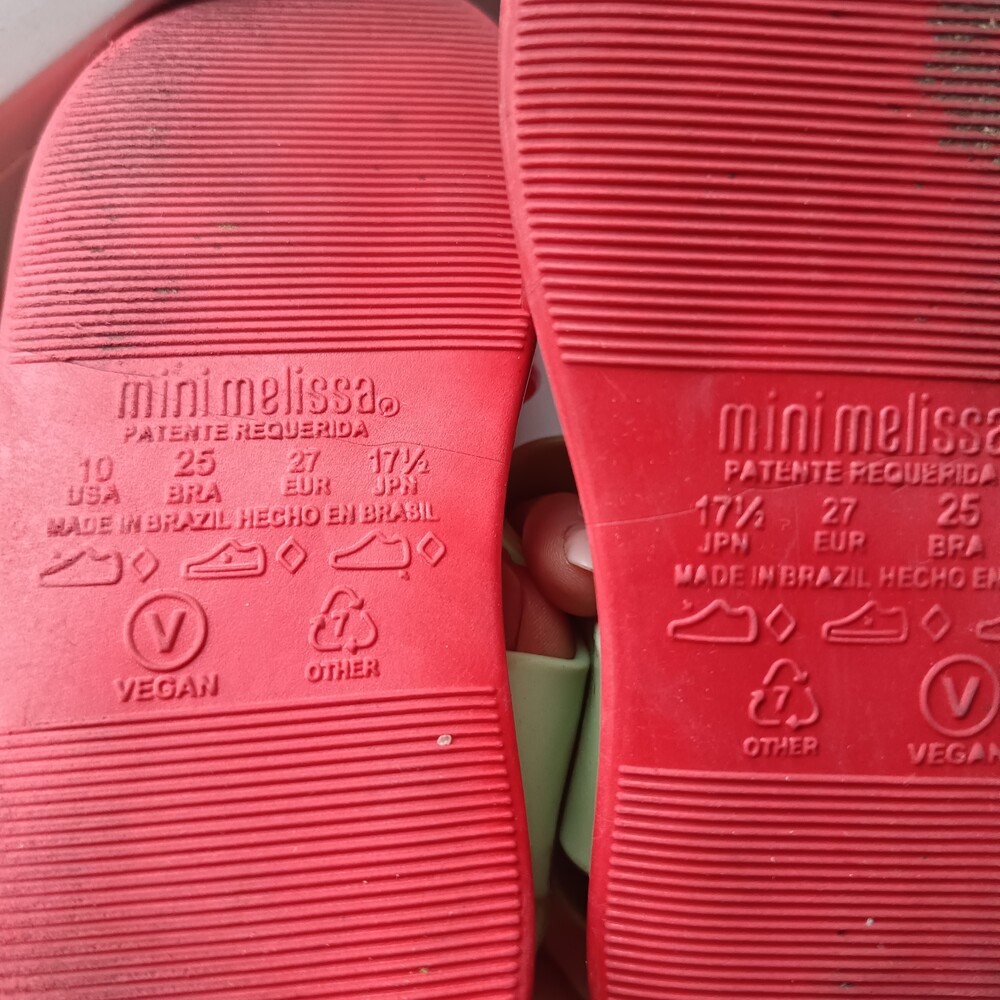 mini melissa
PATENTE REQUERIDA
10 25 27 17½
USA BRA EUR JPN
MADE IN BRAZIL HECHO EN BRASIL
V 7
VEGAN OTHER
mini melissa
PATENTE REQUERIDA
17½ 27 25
JPN EUR BRA
MADE IN BRAZIL HECHO EN
7 V
OTHER VEGAN